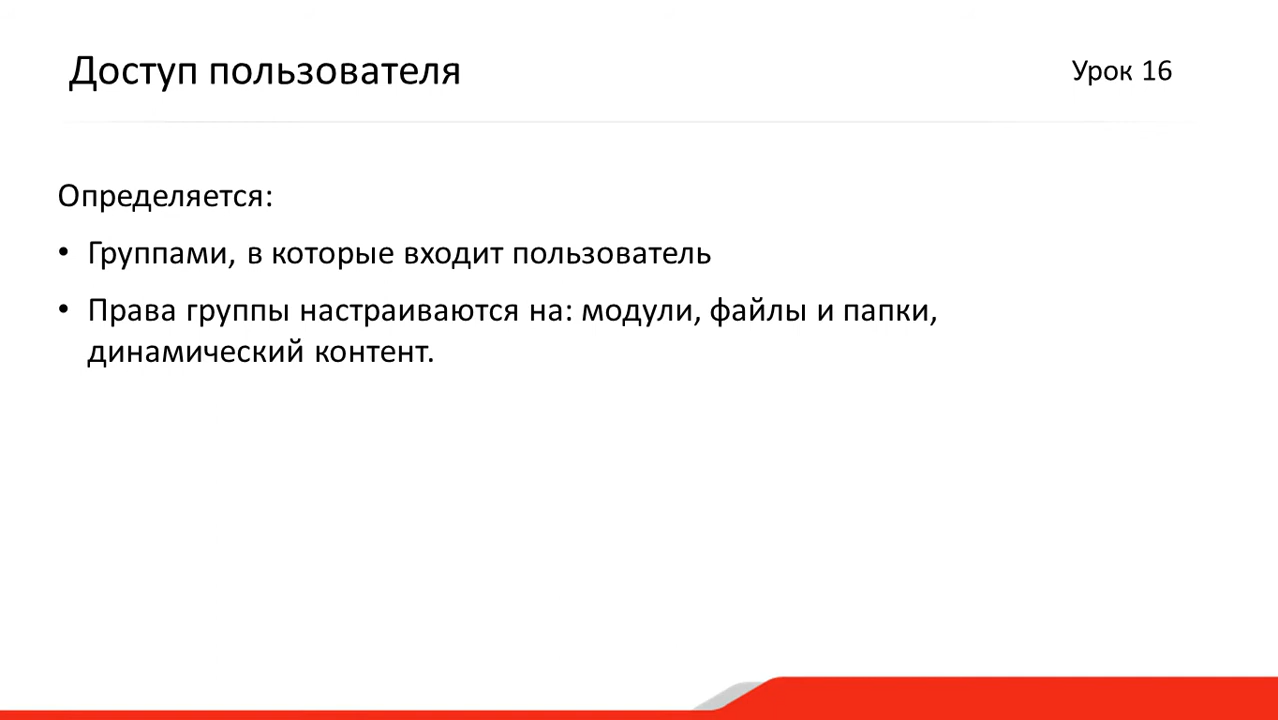 Доступ пользователя
Урок 16
Определяется:
• Группами, в которые входит пользователь
• Права группы настраиваются на: модули, файлы и папки,
динамический контент.